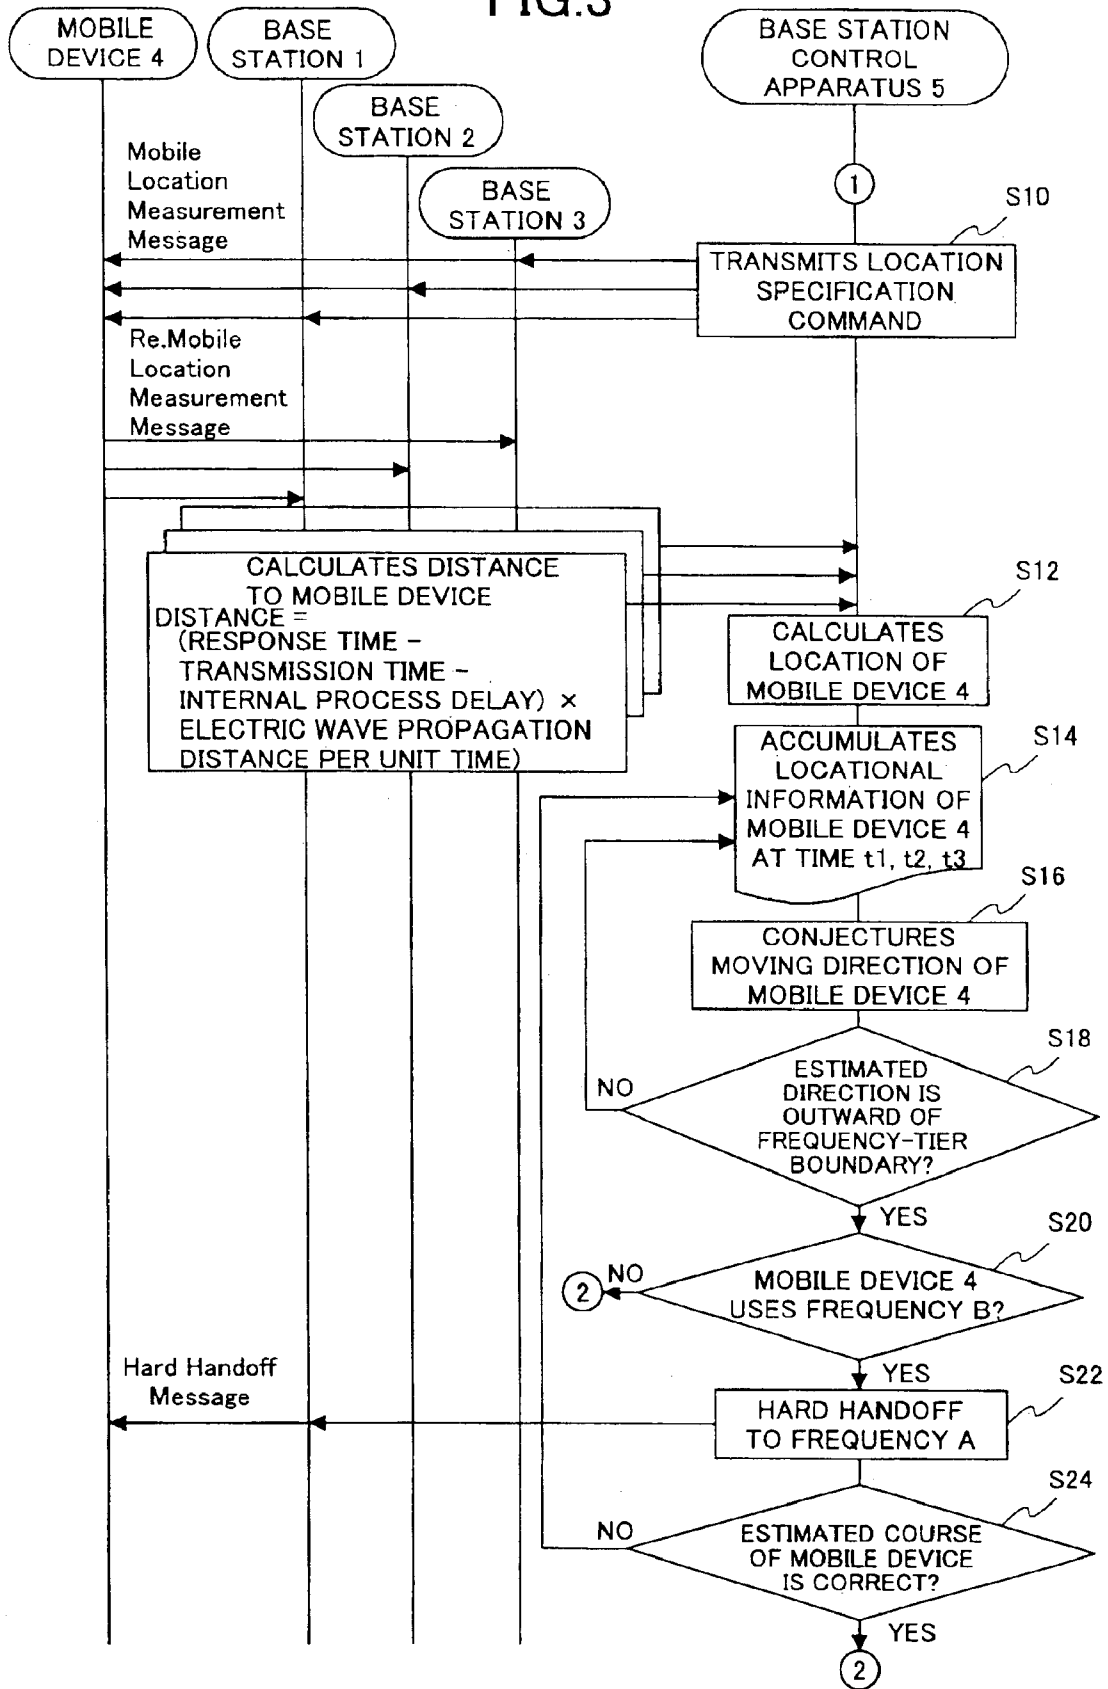 FIG.3
MOBILE
DEVICE 4
BASE
STATION 1
BASE STATION
CONTROL
APPARATUS 5
BASE
STATION 2
BASE
STATION 3
1
Mobile
Location
Measurement
Message
S10
TRANSMITS LOCATION
SPECIFICATION
COMMAND
Re.Mobile
Location
Measurement
Message
CALCULATES DISTANCE
TO MOBILE DEVICE
DISTANCE =
(RESPONSE TIME -
TRANSMISSION TIME -
INTERNAL PROCESS DELAY) ×
ELECTRIC WAVE PROPAGATION
DISTANCE PER UNIT TIME)
S12
CALCULATES
LOCATION OF
MOBILE DEVICE 4
S14
ACCUMULATES
LOCATIONAL
INFORMATION OF
MOBILE DEVICE 4
AT TIME t1, t2, t3
S16
CONJECTURES
MOVING DIRECTION OF
MOBILE DEVICE 4
S18
ESTIMATED
DIRECTION IS
OUTWARD OF
FREQUENCY-TIER
BOUNDARY?
NO
YES
S20
MOBILE DEVICE 4
USES FREQUENCY B?
NO
2
YES
S22
HARD HANDOFF
TO FREQUENCY A
Hard Handoff
Message
S24
ESTIMATED COURSE
OF MOBILE DEVICE
IS CORRECT?
NO
YES
2